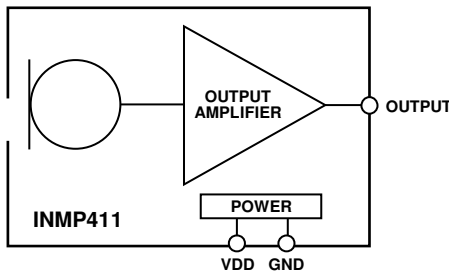 OUTPUT
AMPLIFIER
OUTPUT
POWER
INMP411
VDD GND